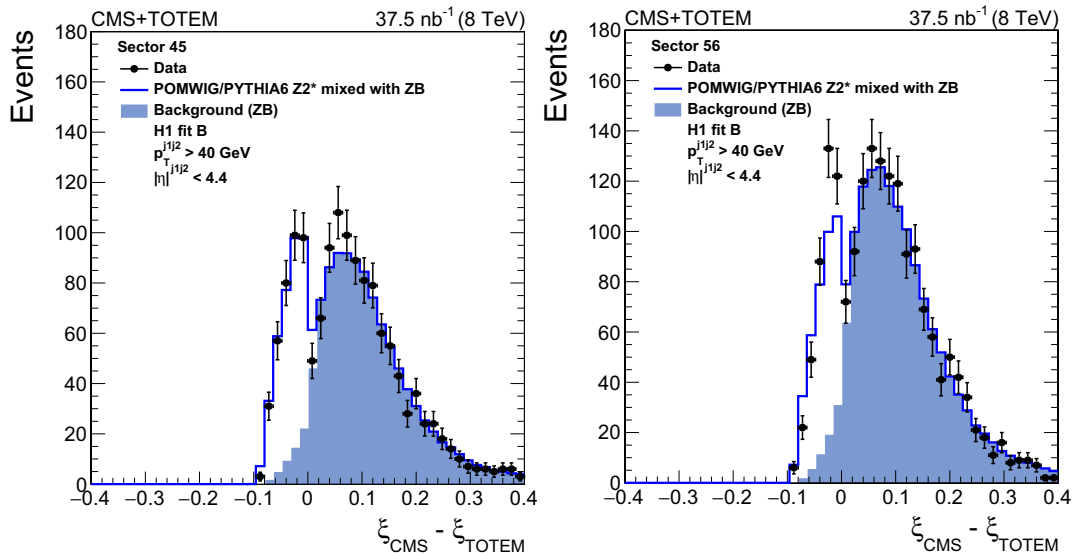 CMS+TOTEM 37.5 nb⁻¹ (8 TeV)
Events
180
160
140
120
100
80
60
40
20
0
Sector 45
Data
POMWIG/PYTHIA6 Z2* mixed with ZB
Background (ZB)
H1 fit B
p_T^{j1j2} > 40 GeV
|η|^{j1j2} < 4.4
−0.4 −0.3 −0.2 −0.1 0 0.1 0.2 0.3 0.4
ξ_CMS - ξ_TOTEM
CMS+TOTEM 37.5 nb⁻¹ (8 TeV)
Events
180
160
140
120
100
80
60
40
20
0
Sector 56
Data
POMWIG/PYTHIA6 Z2* mixed with ZB
Background (ZB)
H1 fit B
p_T^{j1j2} > 40 GeV
|η|^{j1j2} < 4.4
−0.4 −0.3 −0.2 −0.1 0 0.1 0.2 0.3 0.4
ξ_CMS - ξ_TOTEM